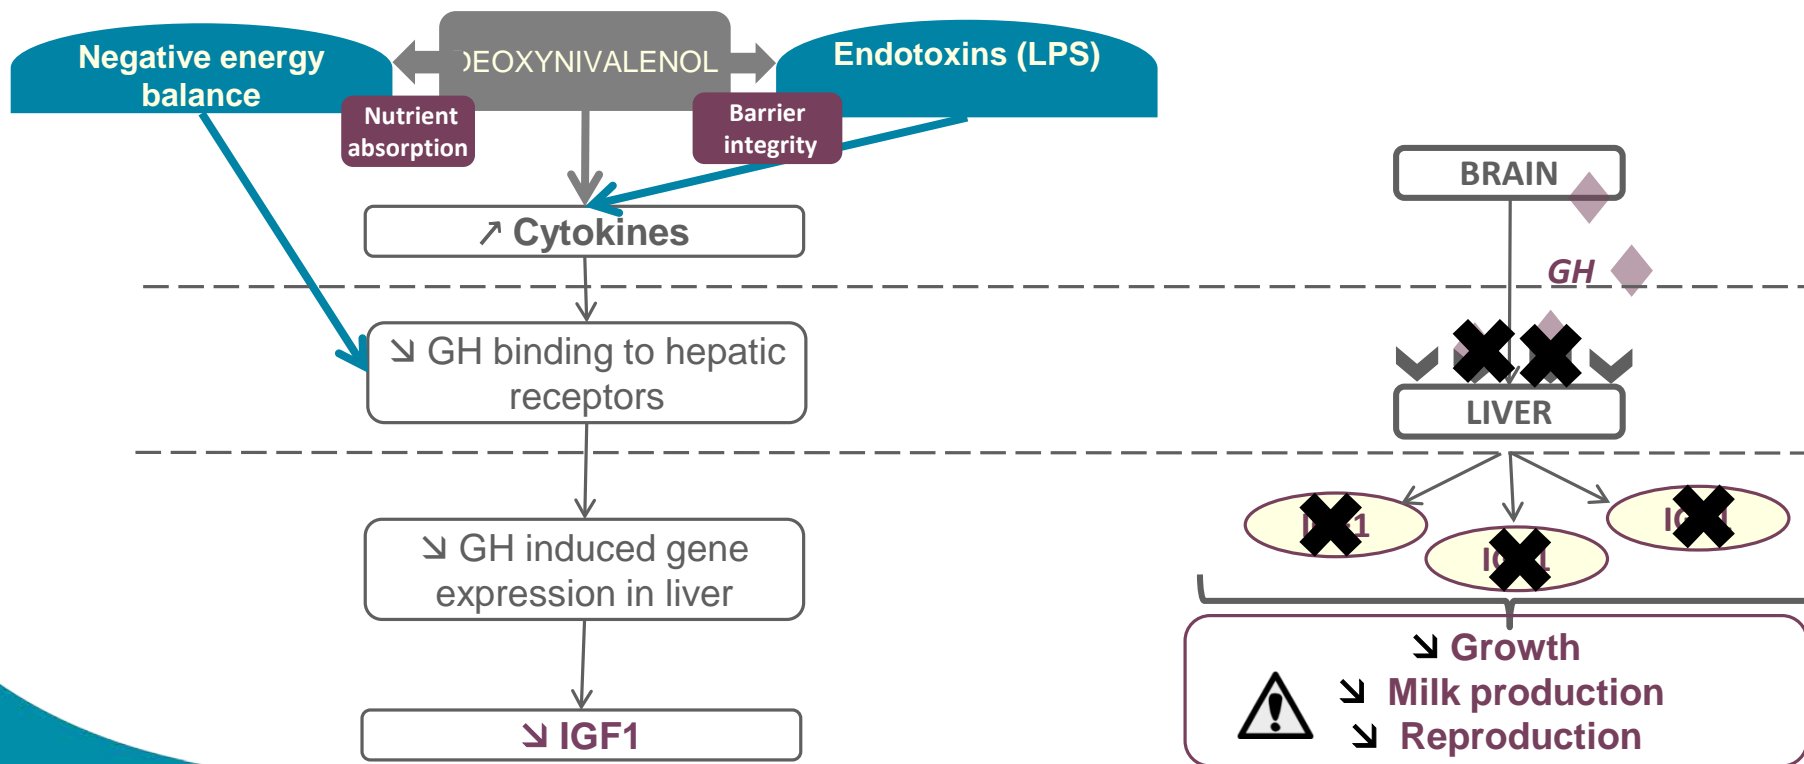 Negative energy
balance
DEOXYNIVALENOL
Endotoxins (LPS)
Nutrient
absorption
Barrier
integrity
↗ Cytokines
↘ GH binding to hepatic
receptors
↘ GH induced gene
expression in liver
↘ IGF1
BRAIN
GH
LIVER
↘ Growth
↘ Milk production
↘ Reproduction